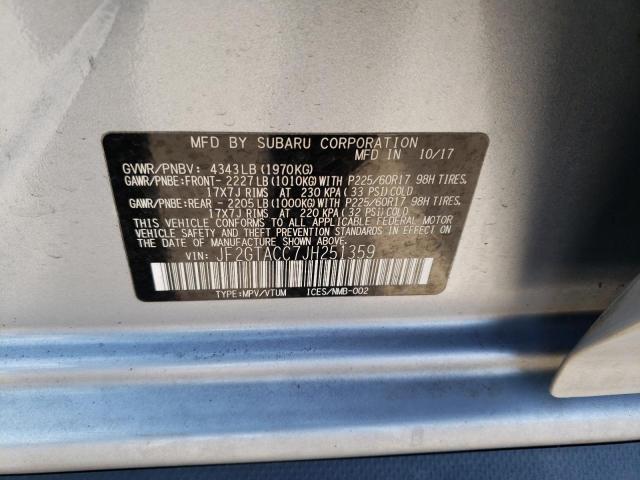 MFD BY SUBARU CORPORATION
MFD IN 10/17
GVWR/PNBV: 4343LB (1970KG)
GAWR/PNBE:FRONT- 2227LB (1010KG)WITH P225/60R17 98H TIRES.
17X7J RIMS AT 230 KPA(33 PSI)COLD
GAWR/PNBE:REAR - 2205LB (1000KG)WITH P225/60R17 98H TIRES.
17X7J RIMS AT 220 KPA(32 PSI)COLD.
THIS VEHICLE CONFORMS TO ALL APPLICABLE FEDERAL MOTOR
VEHICLE SAFETY AND THEFT PREVENTION STANDARDS IN EFFECT
ON THE DATE OF MANUFACTURE SHOWN ABOVE.
VIN: JF2GTACC7JH251359
TYPE:MPV/VTUM ICES/NMB-002